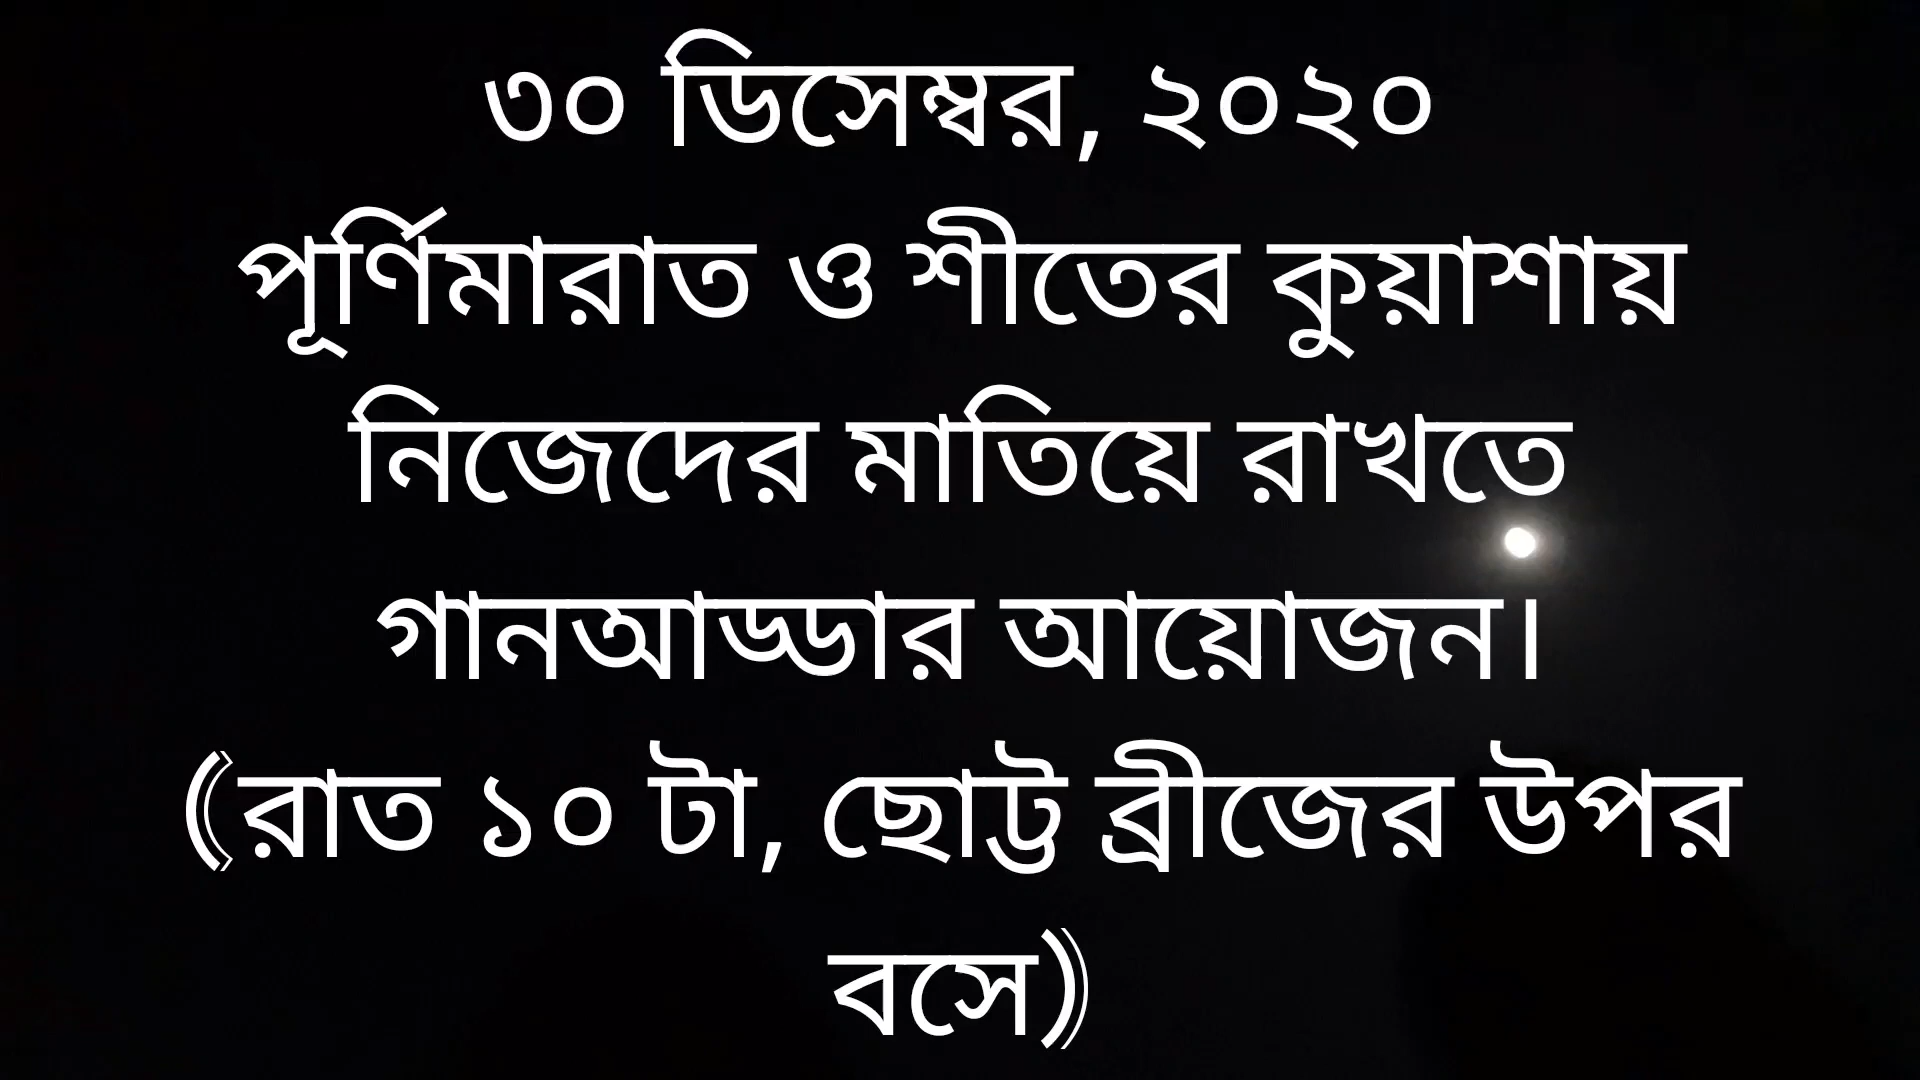 ৩০ ডিসেম্বর, ২০২০
পূর্ণিমারাত ও শীতের কুয়াশায়
নিজেদের মাতিয়ে রাখতে
গানআড্ডার আয়োজন।
⸨রাত ১০ টা, ছোট্ট ব্রীজের উপর
বসে⸩